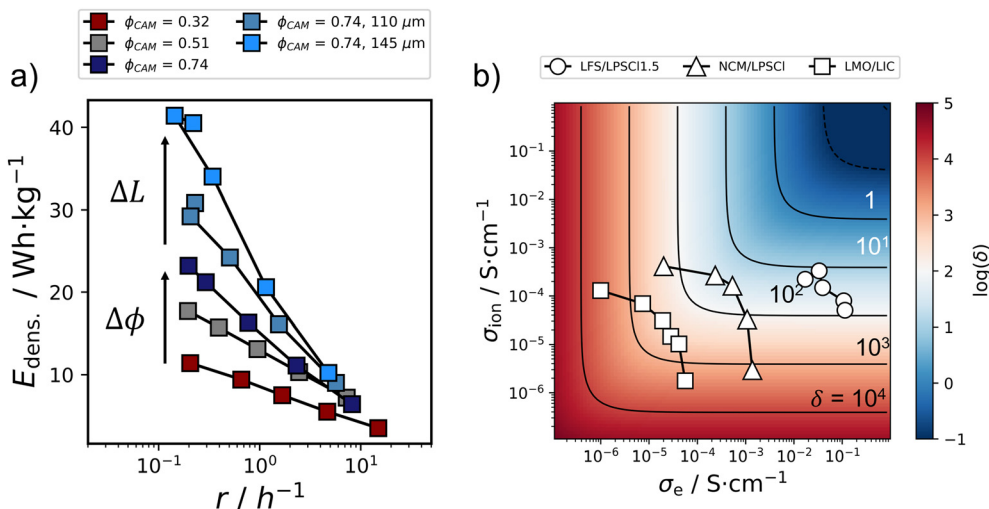 a)
ϕCAM = 0.32
ϕCAM = 0.51
ϕCAM = 0.74
ϕCAM = 0.74, 110 μm
ϕCAM = 0.74, 145 μm
Edens. / Wh·kg⁻¹
40
30
20
10
ΔL
Δϕ
10⁻¹
10⁰
10¹
r / h⁻¹
b)
LFS/LPSCl1.5
NCM/LPSCl
LMO/LIC
σion / S·cm⁻¹
10⁻¹
10⁻²
10⁻³
10⁻⁴
10⁻⁵
10⁻⁶
1
10¹
10²
10³
δ = 10⁴
10⁻⁶
10⁻⁵
10⁻⁴
10⁻³
10⁻²
10⁻¹
σe / S·cm⁻¹
5
4
3
2
1
0
−1
log(δ)